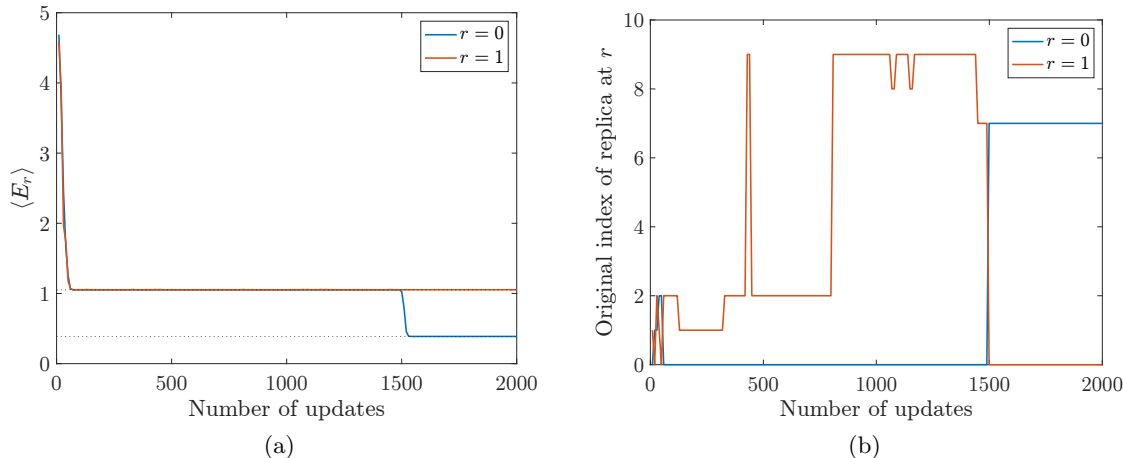 5
4
3
2
1
0
⟨E_r⟩
0
500
1000
1500
2000
Number of updates
r = 0
r = 1
(a)
10
8
6
4
2
0
Original index of replica at r
0
500
1000
1500
2000
Number of updates
r = 0
r = 1
(b)